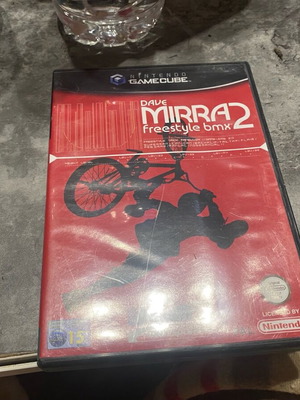 NINTENDO
GAMECUBE
DAVE
MIRRA
freestyle bmx 2
LICENSED BY
Nintendo